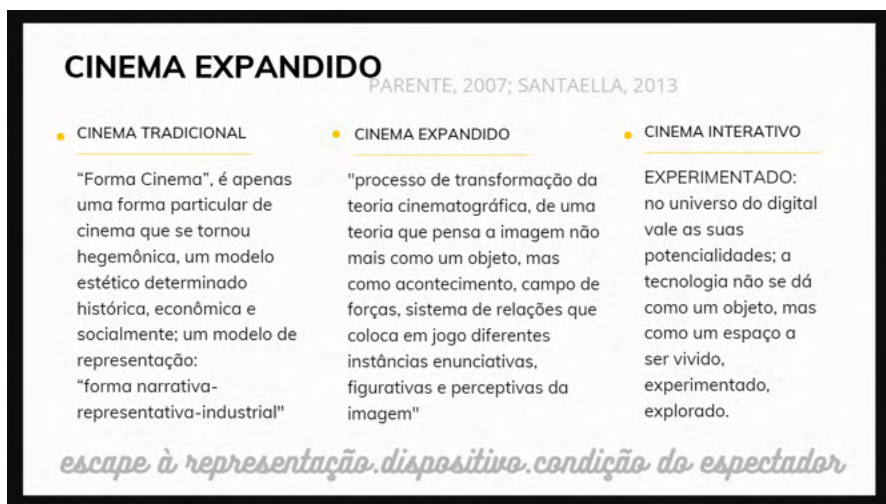 CINEMA EXPANDIDO
PARENTE, 2007; SANTAELLA, 2013
CINEMA TRADICIONAL
“Forma Cinema”, é apenas
uma forma particular de
cinema que se tornou
hegemônica, um modelo
estético determinado
histórica, econômica e
socialmente; um modelo de
representação:
“forma narrativa-
representativa-industrial"
CINEMA EXPANDIDO
"processo de transformação da
teoria cinematográfica, de uma
teoria que pensa a imagem não
mais como um objeto, mas
como acontecimento, campo de
forças, sistema de relações que
coloca em jogo diferentes
instâncias enunciativas,
figurativas e perceptivas da
imagem"
CINEMA INTERATIVO
EXPERIMENTADO:
no universo do digital
vale as suas
potencialidades; a
tecnologia não se dá
como um objeto, mas
como um espaço a
ser vivido,
experimentado,
explorado.
escape à representação.dispositivo.condição do espectador